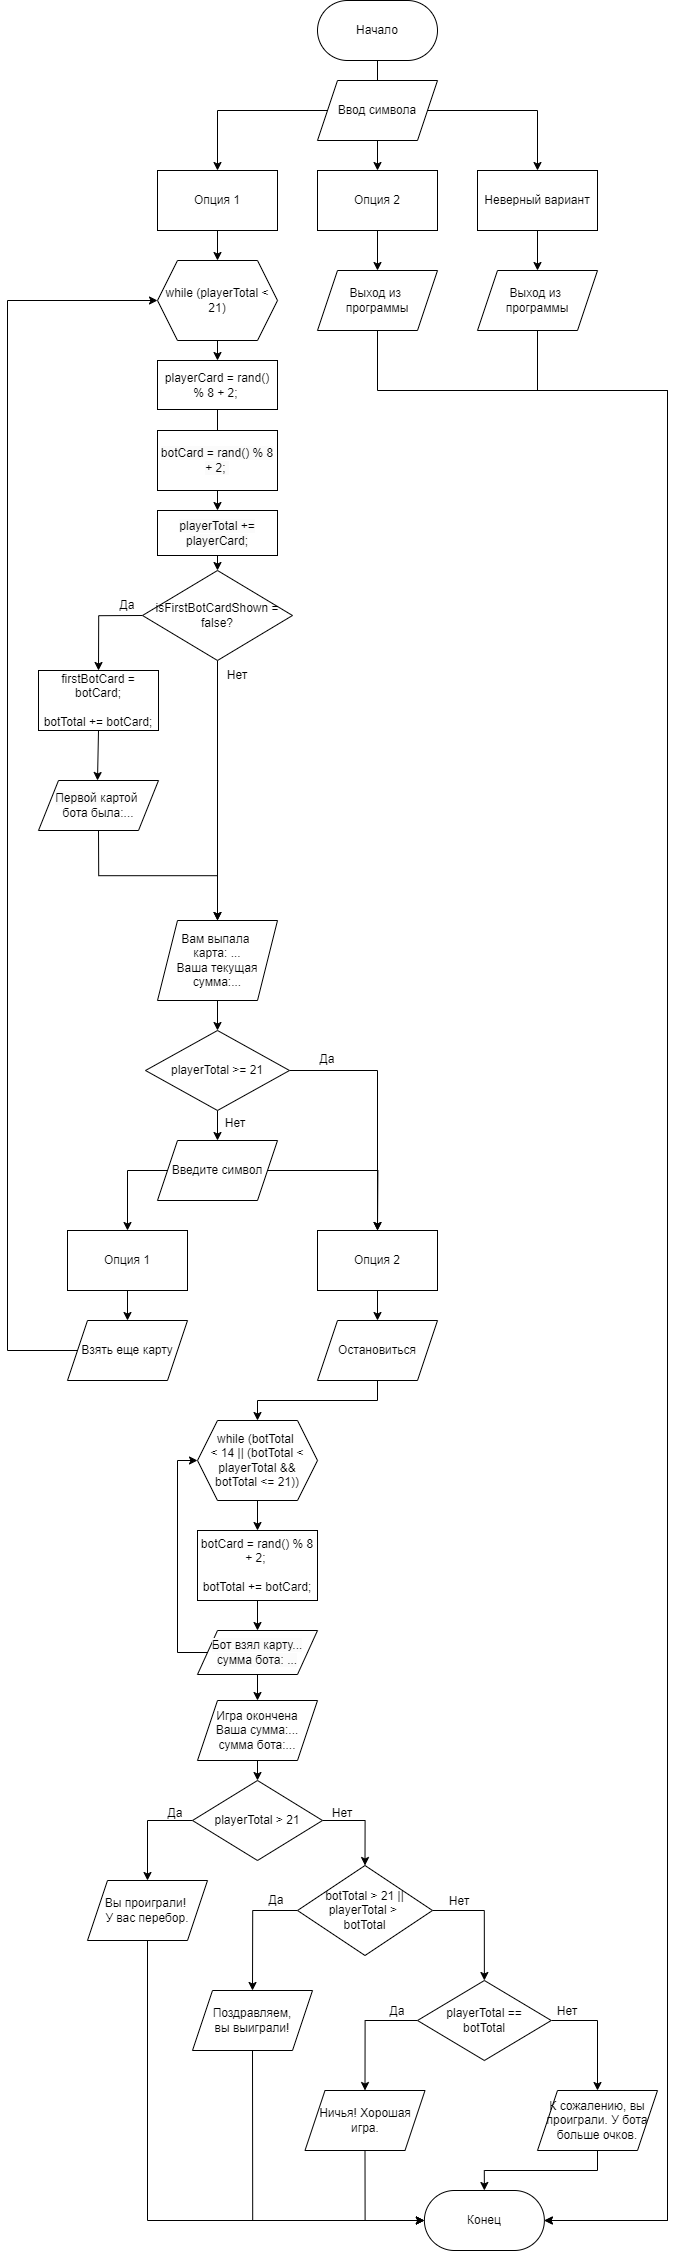 Начало
Ввод символа
Опция 1
Опция 2
Неверный вариант
while (playerTotal <
21)
Выход из
программы
Выход из
программы
playerCard = rand()
% 8 + 2;
botCard = rand() % 8
+ 2;
playerTotal +=
playerCard;
Да
isFirstBotCardShown =
false?
Нет
firstBotCard =
botCard;
botTotal += botCard;
Первой картой
бота была:...
Вам выпала
карта: ...
Ваша текущая
сумма:...
playerTotal >= 21
Да
Нет
Введите символ
Опция 1
Опция 2
Взять еще карту
Остановиться
while (botTotal
< 14 || (botTotal <
playerTotal &&
botTotal <= 21))
botCard = rand() % 8
+ 2;
botTotal += botCard;
Бот взял карту...
сумма бота: ...
Игра окончена
Ваша сумма:...
сумма бота:...
Да
playerTotal > 21
Нет
Вы проиграли!
У вас перебор.
Да
botTotal > 21 ||
playerTotal >
botTotal
Нет
Поздравляем,
вы выиграли!
Да
playerTotal ==
botTotal
Нет
Ничья! Хорошая
игра.
К сожалению, вы
проиграли. У бота
больше очков.
Конец